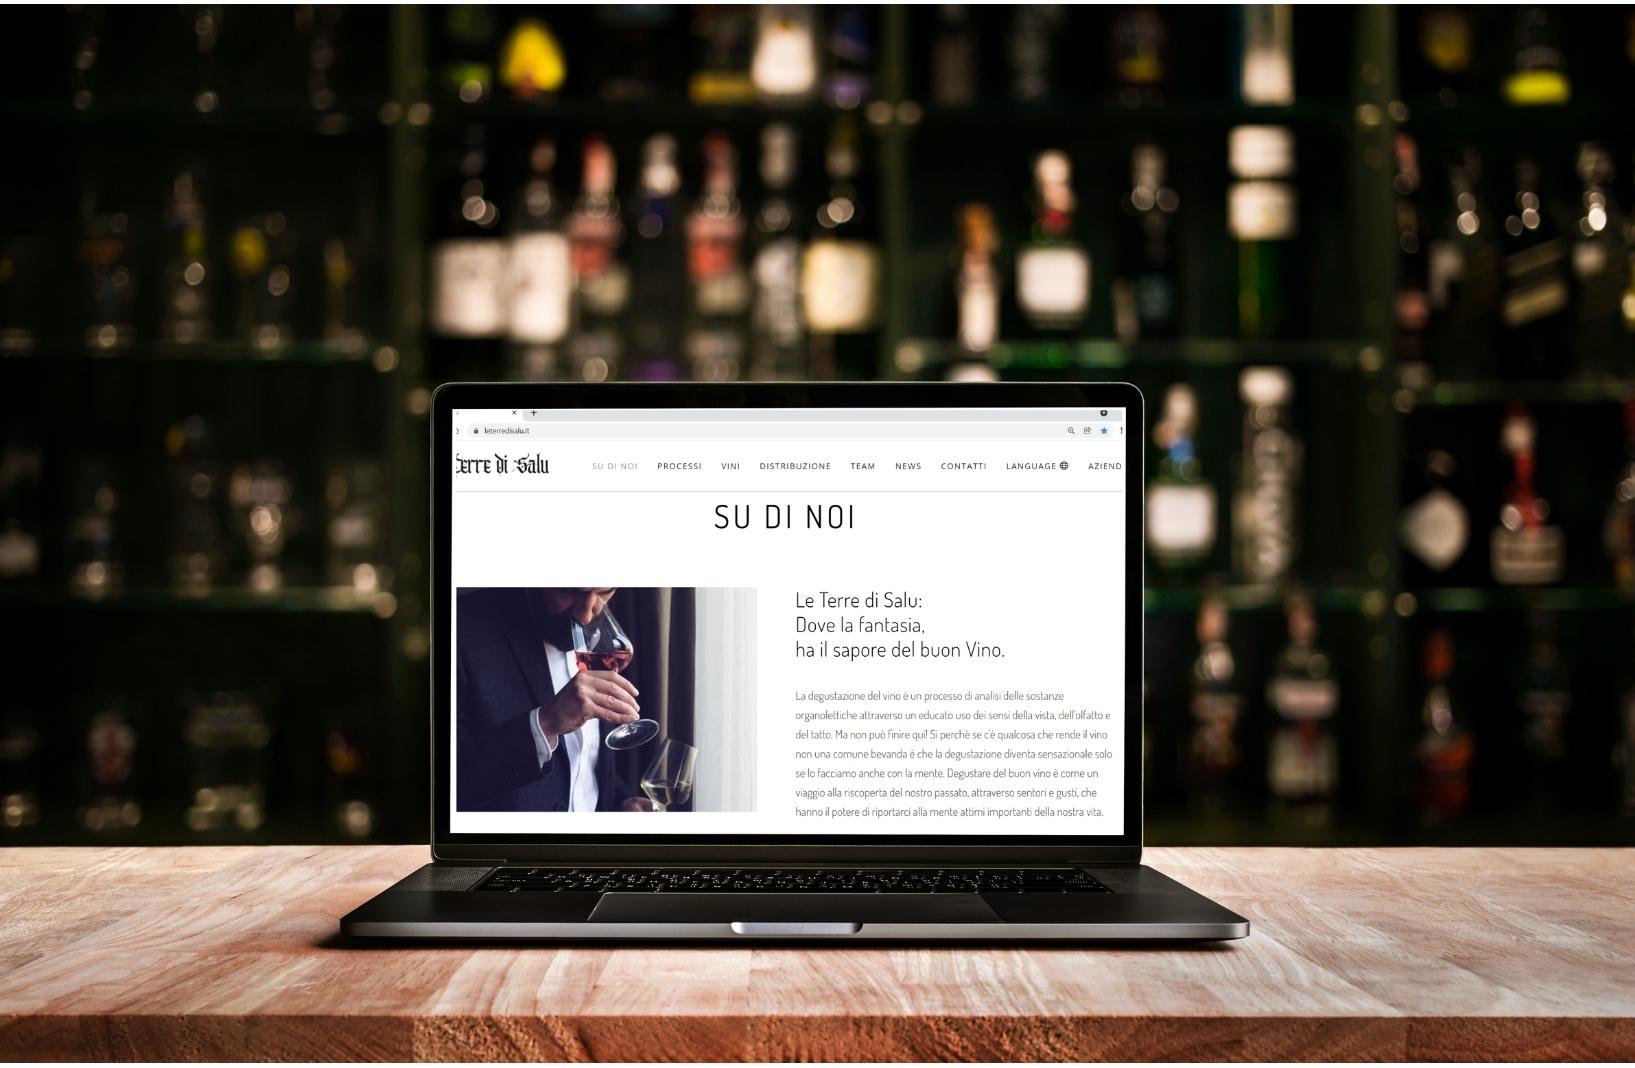 leterredisalu.it
Terre di Salu
SU DI NOI PROCESSI VINI DISTRIBUZIONE TEAM NEWS CONTATTI LANGUAGE AZIEND
SU DI NOI
Le Terre di Salu:
Dove la fantasia,
ha il sapore del buon Vino.
La degustazione del vino è un processo di analisi delle sostanze
organolettiche attraverso un educato uso dei sensi della vista, dell'olfatto e
del tatto. Ma non può finire qui! Si perchè se c'è qualcosa che rende il vino
non una comune bevanda è che la degustazione diventa sensazionale solo
se lo facciamo anche con la mente. Degustare del buon vino è come un
viaggio alla riscoperta del nostro passato, attraverso sentori e gusti, che
hanno il potere di riportarci alla mente attimi importanti della nostra vita.